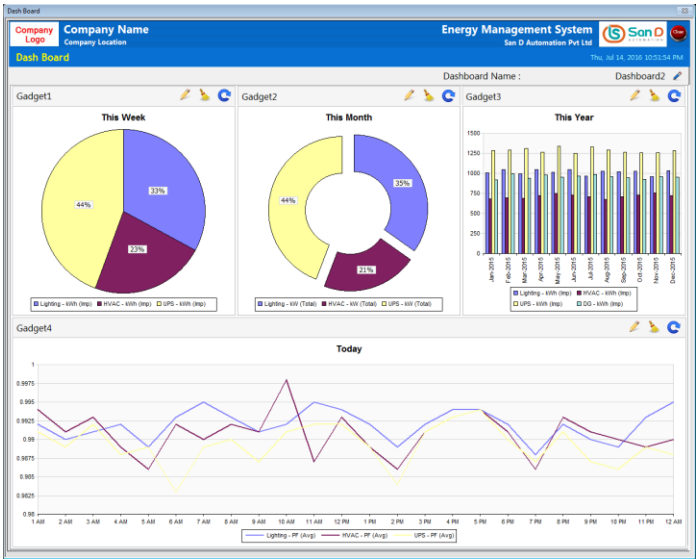 Dash Board
Company Logo
Company Name
Company Location
Energy Management System
San D Automation Pvt Ltd
San D
AUTOMATION
Close
Dash Board
Thu, Jul 14, 2016 10:51:54 PM
Dashboard Name :
Dashboard2
Gadget1
Gadget2
Gadget3
This Week
33%
44%
23%
Lighting - kWh (Imp)
HVAC - kWh (Imp)
UPS - kWh (Imp)
This Month
35%
44%
21%
Lighting - kW (Total)
HVAC - kW (Total)
UPS - kW (Total)
This Year
1500
1250
1000
750
500
250
0
Jan-2015
Feb-2015
Mar-2015
Apr-2015
May-2015
Jun-2015
Jul-2015
Aug-2015
Sep-2015
Oct-2015
Nov-2015
Dec-2015
Lighting - kWh (Imp)
HVAC - kWh (Imp)
UPS - kWh (Imp)
DG - kWh (Imp)
Gadget4
Today
1
0.9975
0.995
0.9925
0.99
0.9875
0.985
0.9825
0.98
1 AM
2 AM
3 AM
4 AM
5 AM
6 AM
7 AM
8 AM
9 AM
10 AM
11 AM
12 PM
1 PM
2 PM
3 PM
4 PM
5 PM
6 PM
7 PM
8 PM
9 PM
10 PM
11 PM
12 AM
Lighting - PF (Avg)
HVAC - PF (Avg)
UPS - PF (Avg)